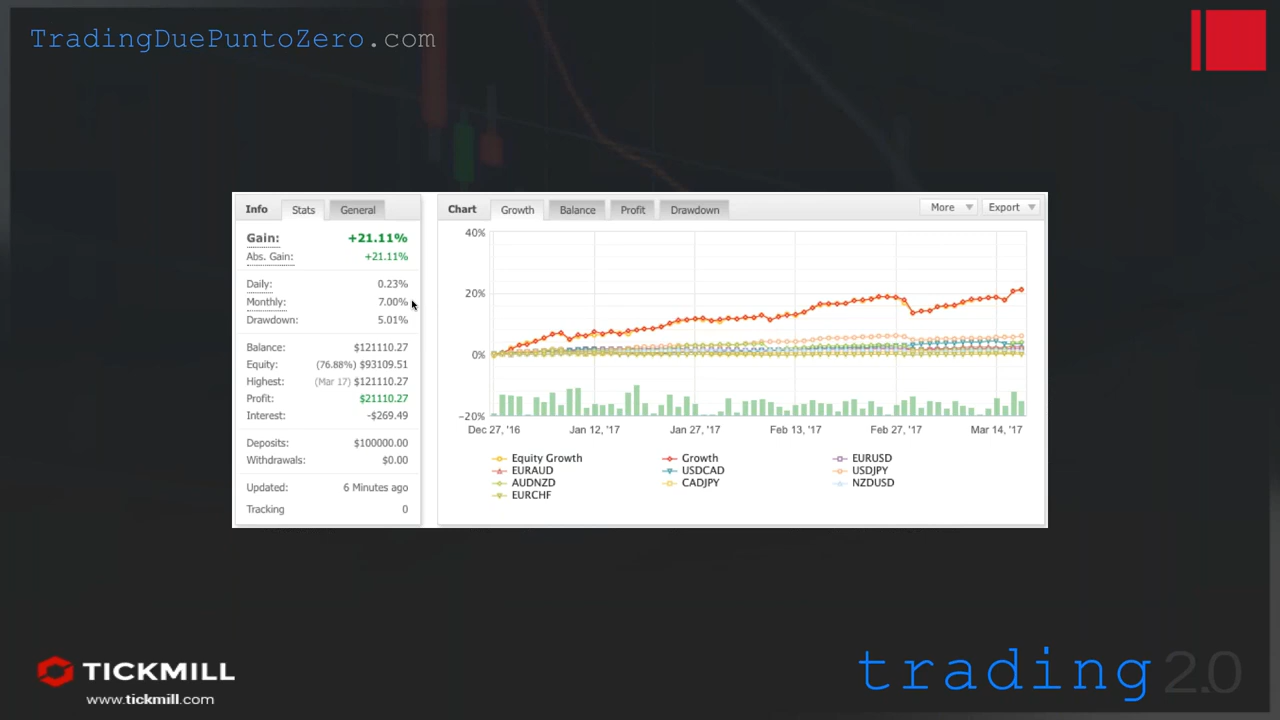 TradingDuePuntoZero.com
Info Stats General
Gain: +21.11%
Abs. Gain: +21.11%
Daily: 0.23%
Monthly: 7.00%
Drawdown: 5.01%
Balance: $121110.27
Equity: (76.88%) $93109.51
Highest: (Mar 17) $121110.27
Profit: $21110.27
Interest: -$269.49
Deposits: $100000.00
Withdrawals: $0.00
Updated: 6 Minutes ago
Tracking 0
Chart Growth Balance Profit Drawdown More Export
40%
20%
0%
-20%
Dec 27, '16 Jan 12, '17 Jan 27, '17 Feb 13, '17 Feb 27, '17 Mar 14, '17
Equity Growth Growth EURUSD
EURAUD USDCAD USDJPY
AUDNZD CADJPY NZDUSD
EURCHF
TICKMILL
www.tickmill.com
trading 2.0